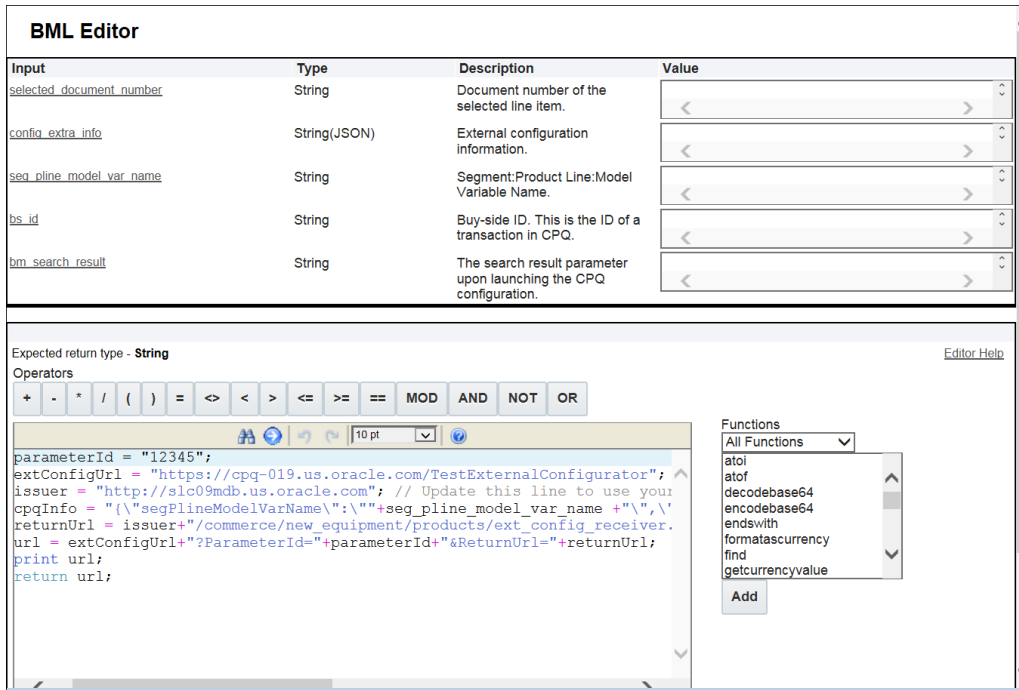 BML Editor
Input Type Description Value
selected_document_number String Document number of the
selected line item.
config_extra_info String(JSON) External configuration
information.
seg_pline_model_var_name String Segment:Product Line:Model
Variable Name.
bs_id String Buy-side ID. This is the ID of a
transaction in CPQ.
bm_search_result String The search result parameter
upon launching the CPQ
configuration.
Expected return type - String Editor Help
Operators
+ - * / ( ) = <> < > <= >= == MOD AND NOT OR
Functions
10 pt
All Functions
parameterId = "12345";
extConfigUrl = "https://cpq-019.us.oracle.com/TestExternalConfigurator";
issuer = "http://slc09mdb.us.oracle.com"; // Update this line to use your
cpqInfo = "{\"segPlineModelVarName\":\""+seg_pline_model_var_name +"\",\"
returnUrl = issuer+"/commerce/new_equipment/products/ext_config_receiver.
url = extConfigUrl+"?ParameterId="+parameterId+"&ReturnUrl="+returnUrl;
print url;
return url;
atoi
atof
decodebase64
encodebase64
endswith
formatascurrency
find
getcurrencyvalue
Add